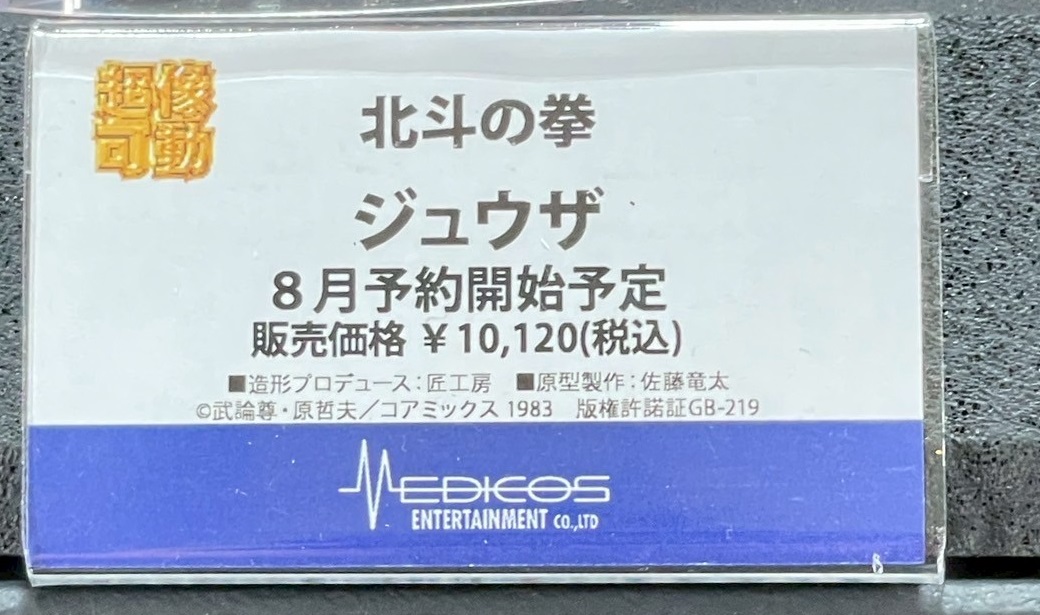 超像
可動
北斗の拳
ジュウザ
8月予約開始予定
販売価格 ¥10,120(税込)
■造形プロデュース:匠工房 ■原型製作:佐藤竜太
©武論尊・原哲夫/コアミックス 1983 版権許諾証GB-219
MEDICOS
ENTERTAINMENT CO.,LTD